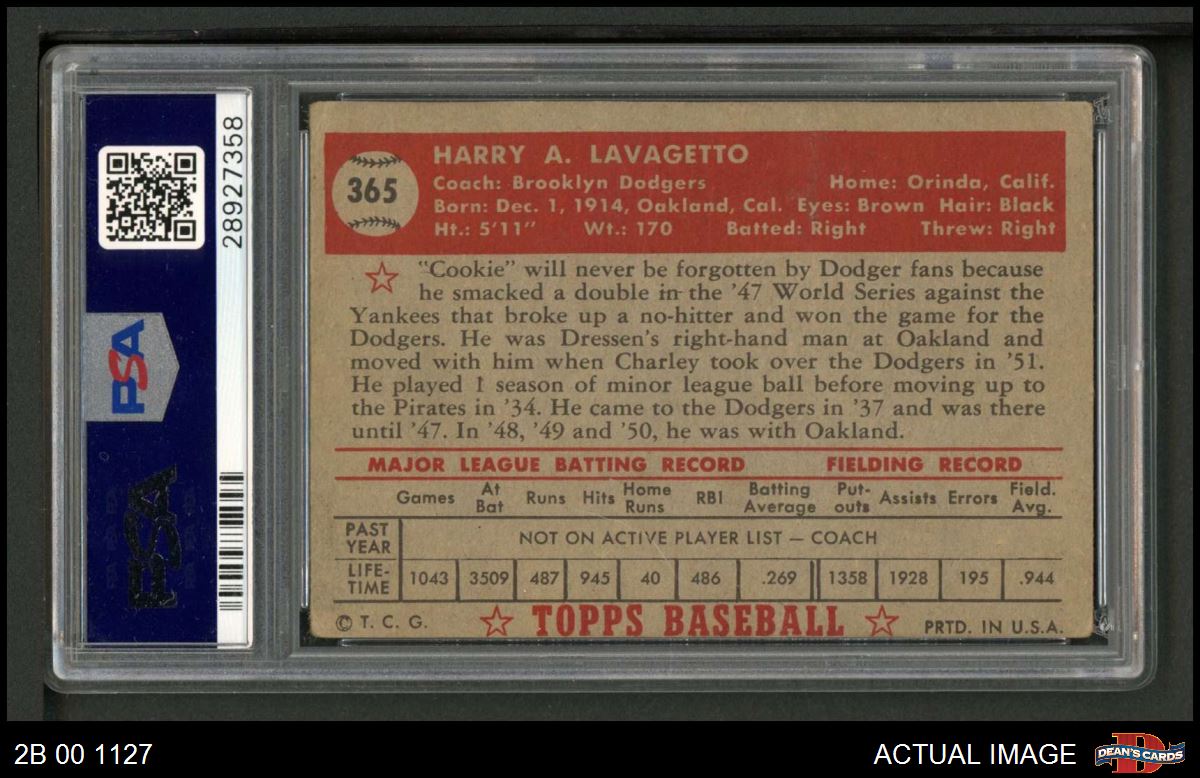 28927358
PSA
PSA
365
HARRY A. LAVAGETTO
Coach: Brooklyn Dodgers Home: Orinda, Calif.
Born: Dec. 1, 1914, Oakland, Cal. Eyes: Brown Hair: Black
Ht.: 5'11" Wt.: 170 Batted: Right Threw: Right
"Cookie" will never be forgotten by Dodger fans because
he smacked a double in the '47 World Series against the
Yankees that broke up a no-hitter and won the game for the
Dodgers. He was Dressen's right-hand man at Oakland and
moved with him when Charley took over the Dodgers in '51.
He played 1 season of minor league ball before moving up to
the Pirates in '34. He came to the Dodgers in '37 and was there
until '47. In '48, '49 and '50, he was with Oakland.
MAJOR LEAGUE BATTING RECORD FIELDING RECORD
Games At Bat Runs Hits Home Runs RBI Batting Average Put-outs Assists Errors Field. Avg.
PAST YEAR NOT ON ACTIVE PLAYER LIST — COACH
LIFE-TIME 1043 3509 487 945 40 486 .269 1358 1928 195 .944
© T. C. G. TOPPS BASEBALL PRTD. IN U.S.A.
2B 00 1127 ACTUAL IMAGE DEAN'S CARDS